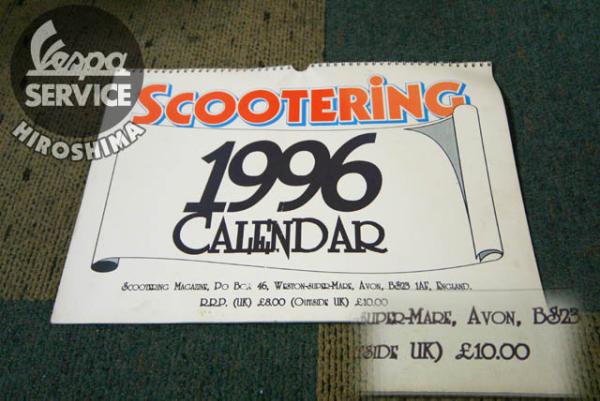 Vespa
SERVICE
HIROSHIMA
SCOOTERING
1996
CALENDAR
SCOOTERING MAGAZINE, PO BOX 46, WESTON-SUPER-MARE, AVON, BS23 1AF, ENGLAND.
R.R.P. (UK) £8.00 (OUTSIDE UK) £10.00
SUPER-MARE, AVON, BS23
TSIDE UK) £10.00